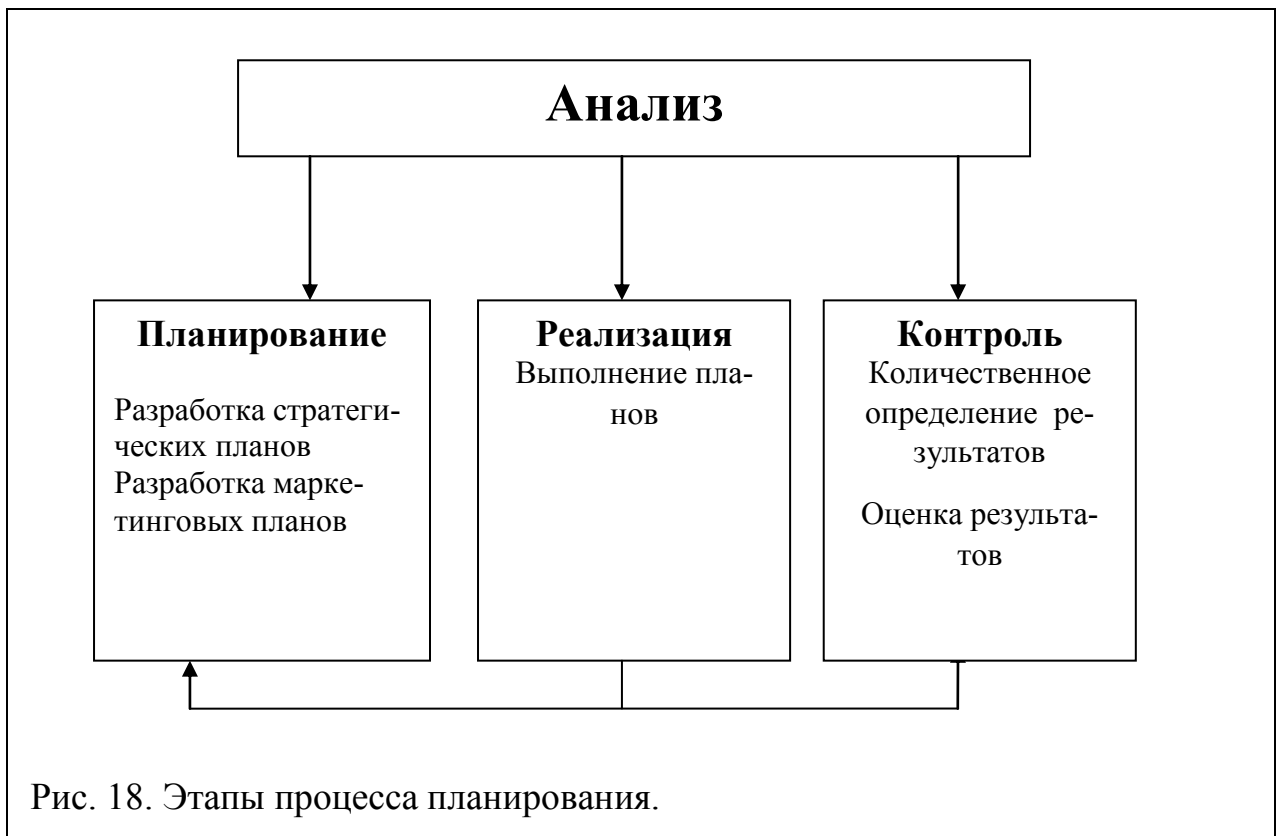 Анализ
Планирование
Разработка стратеги-
ческих планов
Разработка марке-
тинговых планов
Реализация
Выполнение пла-
нов
Контроль
Количественное
определение ре-
зультатов
Оценка результа-
тов
Рис. 18. Этапы процесса планирования.